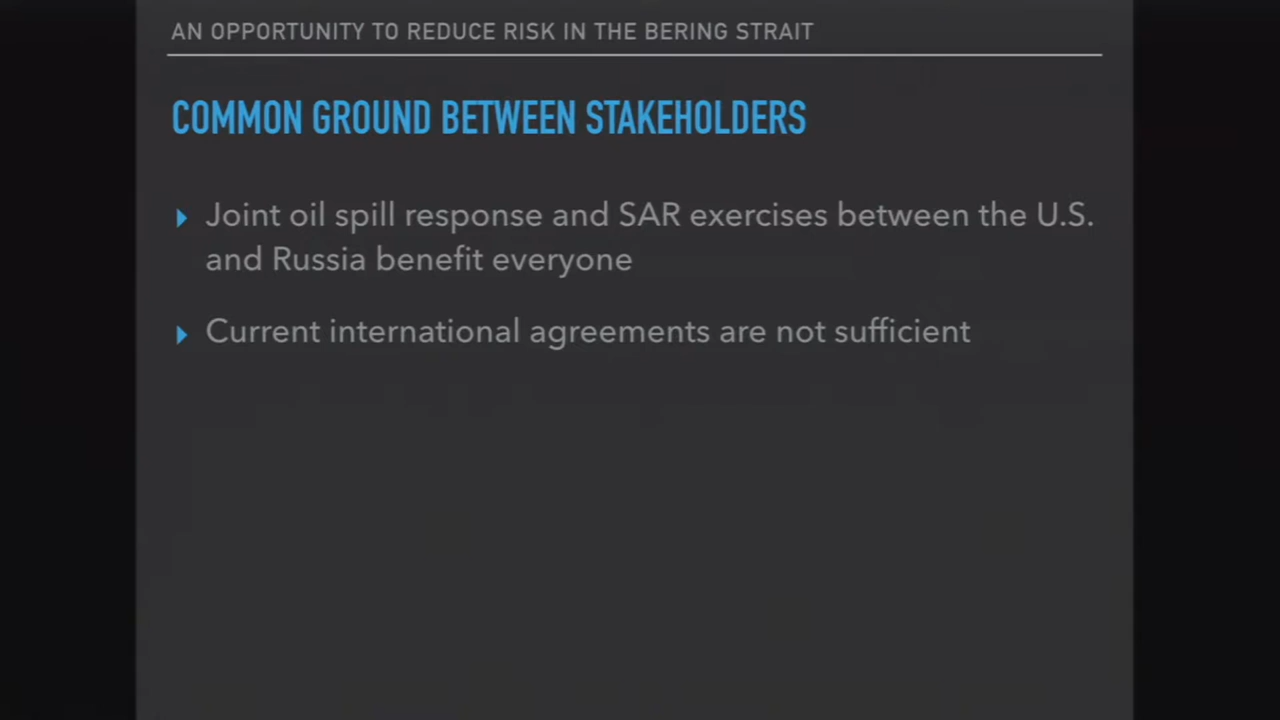 AN OPPORTUNITY TO REDUCE RISK IN THE BERING STRAIT
COMMON GROUND BETWEEN STAKEHOLDERS
Joint oil spill response and SAR exercises between the U.S.
and Russia benefit everyone
Current international agreements are not sufficient